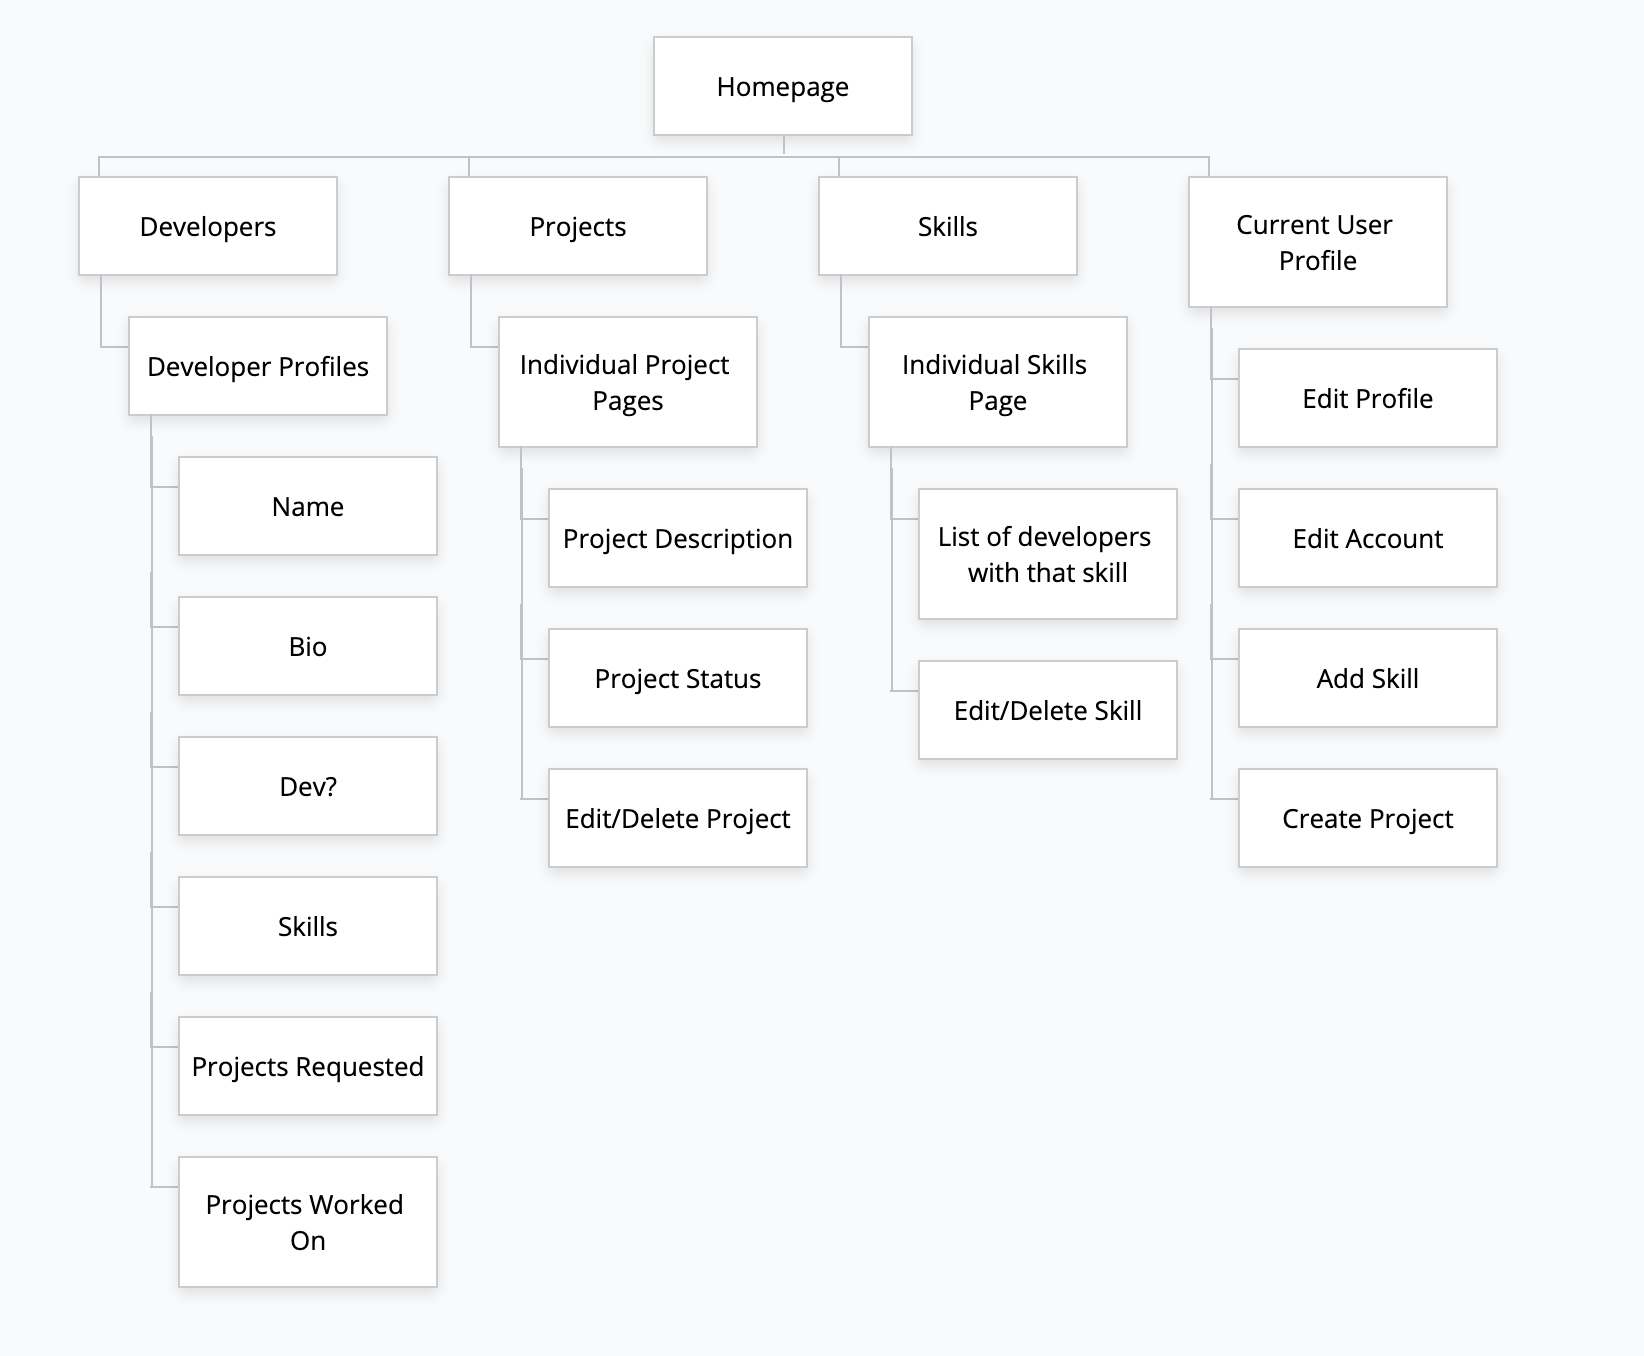 Homepage
Developers
Projects
Skills
Current User
Profile
Developer Profiles
Name
Bio
Dev?
Skills
Projects Requested
Projects Worked
On
Individual Project
Pages
Project Description
Project Status
Edit/Delete Project
Individual Skills
Page
List of developers
with that skill
Edit/Delete Skill
Edit Profile
Edit Account
Add Skill
Create Project